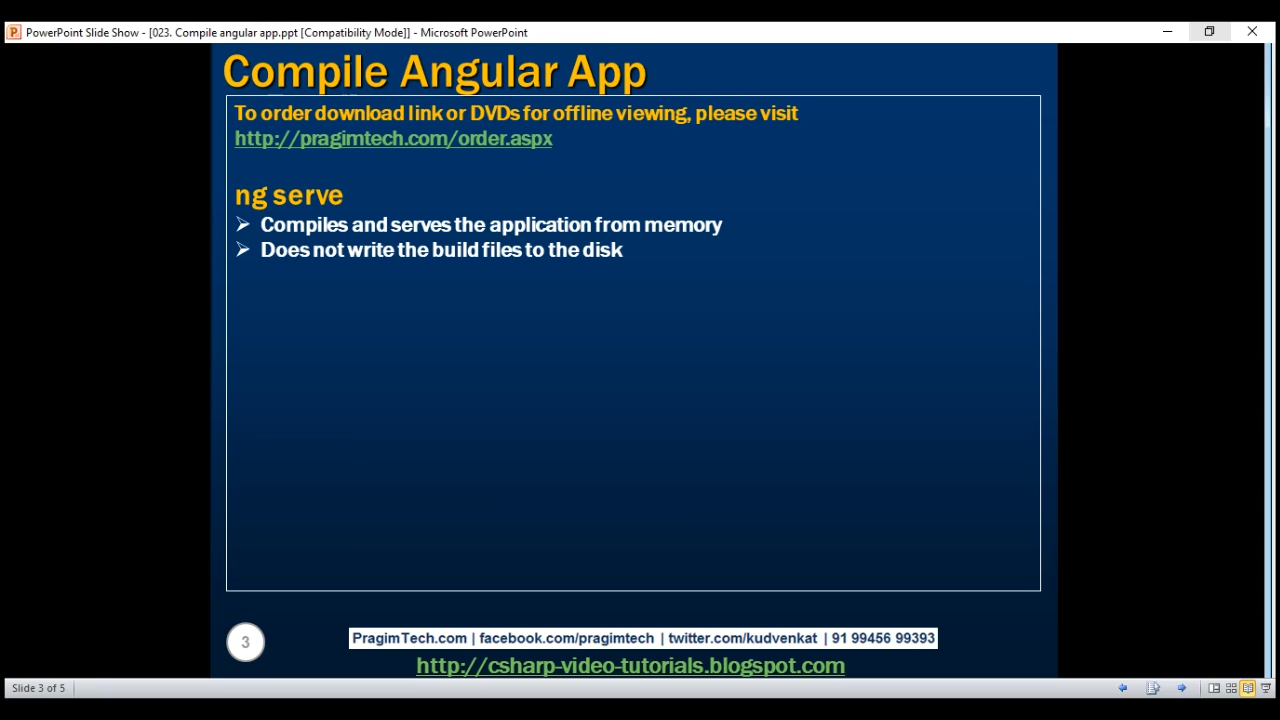 PowerPoint Slide Show - [023. Compile angular app.ppt [Compatibility Mode]] - Microsoft PowerPoint
Compile Angular App
To order download link or DVDs for offline viewing, please visit
http://pragimtech.com/order.aspx
ng serve
Compiles and serves the application from memory
Does not write the build files to the disk
3
PragimTech.com | facebook.com/pragimtech | twitter.com/kudvenkat | 91 99456 99393
http://csharp-video-tutorials.blogspot.com
Slide 3 of 5